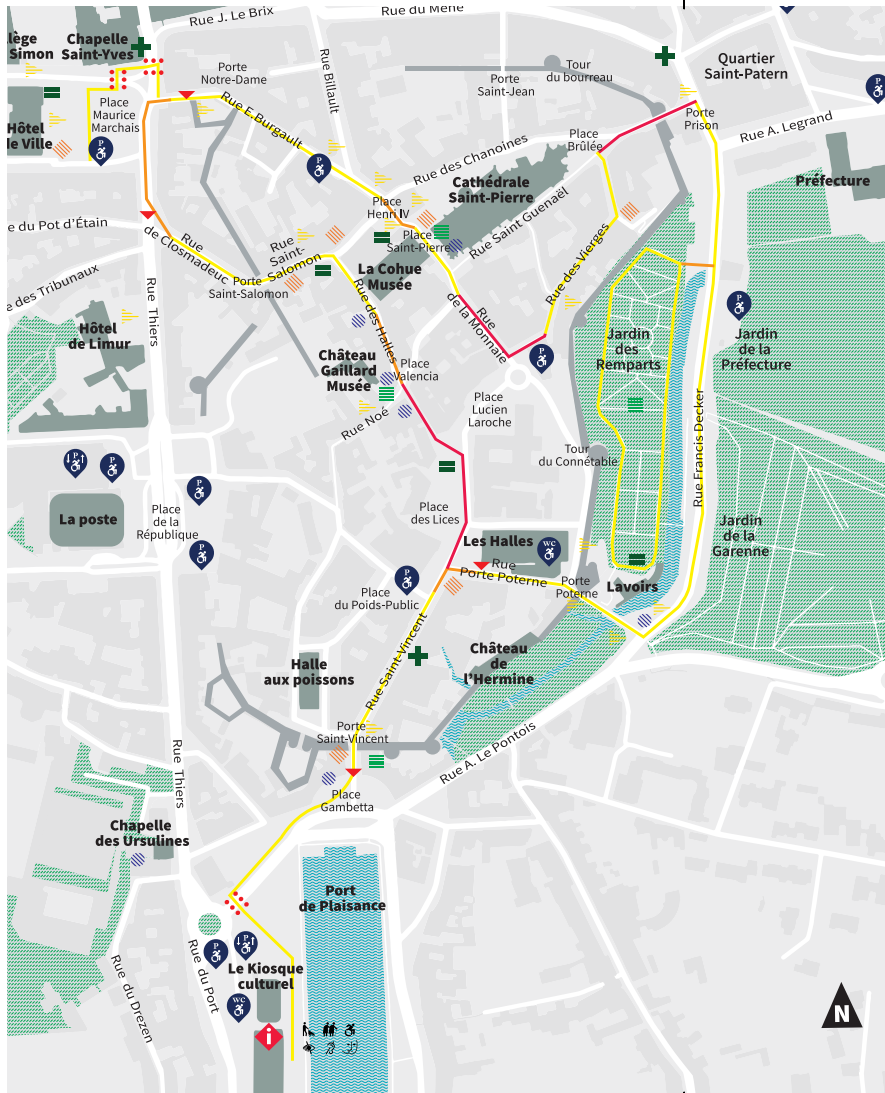 Rue J. Le Brix
Rue du Mené
lège
Simon
Chapelle
Saint-Yves
Porte
Notre-Dame
Rue Billault
Tour
du bourreau
Porte
Saint-Jean
Quartier
Saint-Patern
Place
Maurice
Marchais
Hôtel
de Ville
P
Rue E.Burgault
P
Rue des Chanoines
Place
Brûlée
Porte
Prison
Rue A. Legrand
P
Préfecture
Cathédrale
Saint-Pierre
Place
Henri IV
Place
Saint-Pierre
Rue Saint Guenaël
Rue des Vierges
e du Pot d'Étain
Rue
de Closmadeuc
Rue
Saint-
Salomon
Porte
Saint-Salomon
La Cohue
Musée
e des Tribunaux
Rue Thiers
Rue des Halles
Rue
de la Monnaie
P
Hôtel
de Limur
Château
Gaillard
Musée
Place
Valencia
P
Jardin
des
Remparts
P
Jardin
de la
Préfecture
Rue Noé
Place
Lucien
Laroche
Rue Francis Decker
Tour
du Connétable
P
P
P
La poste
Place
de la
République
P
Place
des Lices
Les Halles
WC
Jardin
de la
Garenne
Rue
Porte Poterne
Porte
Poterne
Lavoirs
Place
du Poids-Public
P
Rue Saint-Vincent
Halle
aux poissons
Château
de
l'Hermine
Porte
Saint-Vincent
Rue A. Le Pontois
Rue Thiers
Place
Gambetta
Chapelle
des Ursulines
Port
de Plaisance
P
P
Rue du Port
Rue du Drezen
Le Kiosque
culturel
WC
i
N